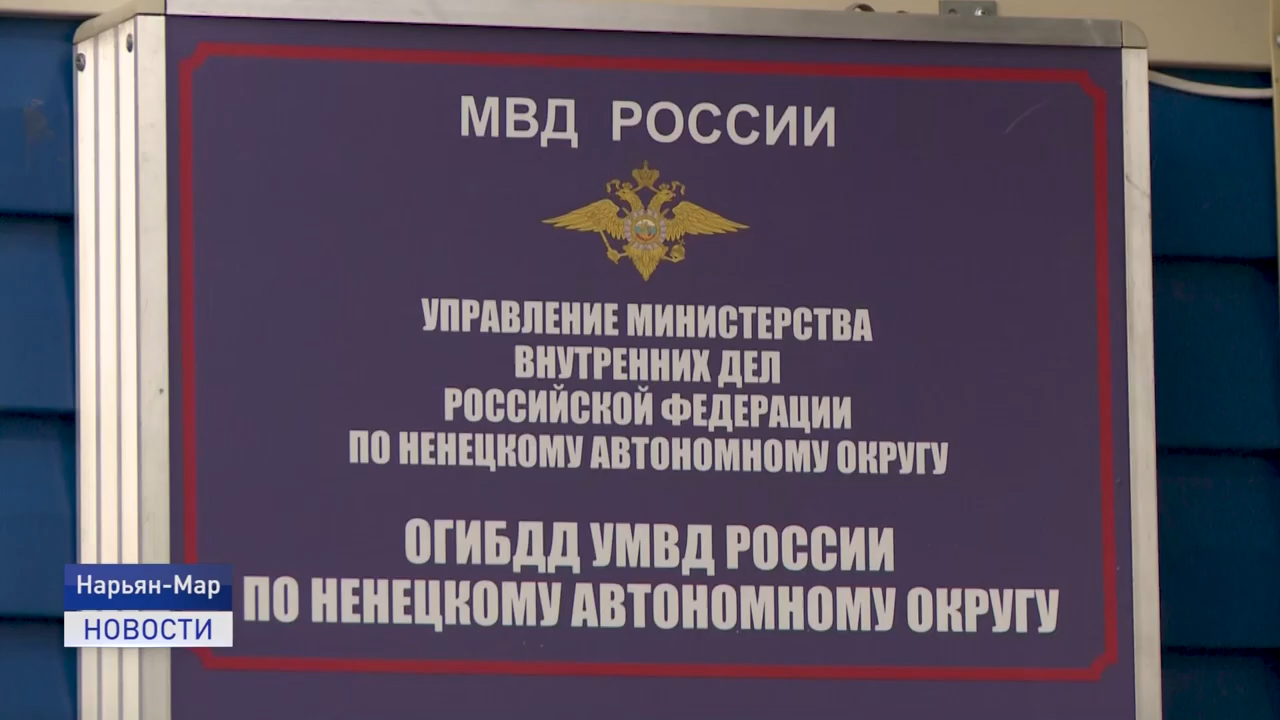 МВД РОССИИ
УПРАВЛЕНИЕ МИНИСТЕРСТВА
ВНУТРЕННИХ ДЕЛ
РОССИЙСКОЙ ФЕДЕРАЦИИ
ПО НЕНЕЦКОМУ АВТОНОМНОМУ ОКРУГУ
ОГИБДД УМВД РОССИИ
ПО НЕНЕЦКОМУ АВТОНОМНОМУ ОКРУГУ
Нарьян-Мар
НОВОСТИ